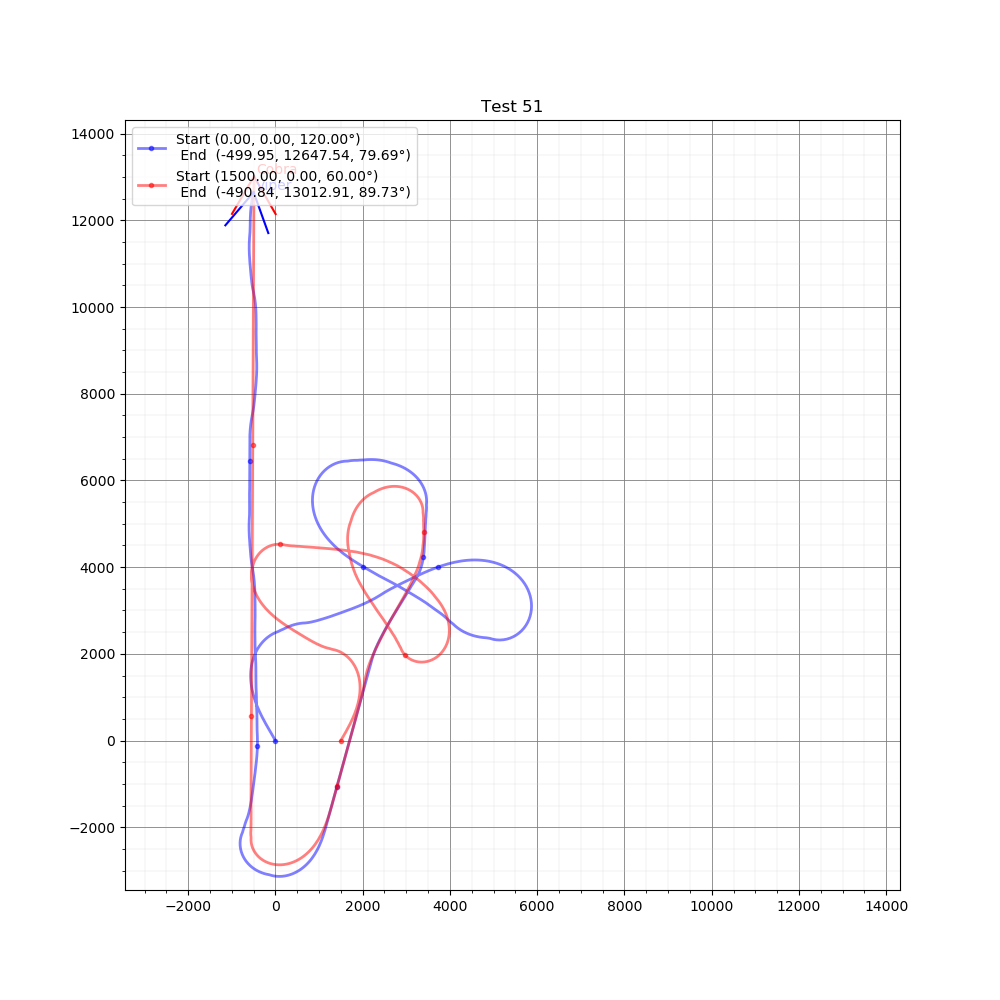 Test 51
14000
12000
10000
8000
6000
4000
2000
0
−2000
Start (0.00, 0.00, 120.00°)
End (-499.95, 12647.54, 79.69°)
Start (1500.00, 0.00, 60.00°)
End (-490.84, 13012.91, 89.73°)
Cobra
−2000 0 2000 4000 6000 8000 10000 12000 14000